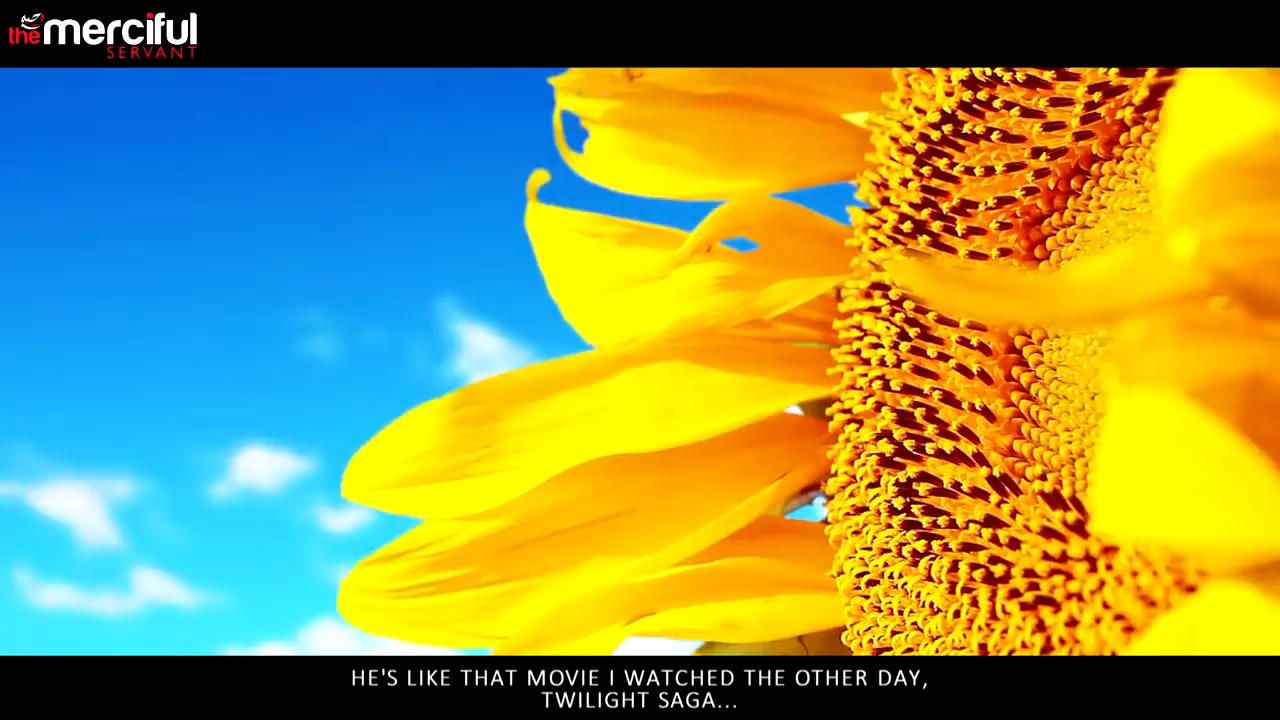 the merciful
SERVANT
HE'S LIKE THAT MOVIE I WATCHED THE OTHER DAY,
TWILIGHT SAGA...